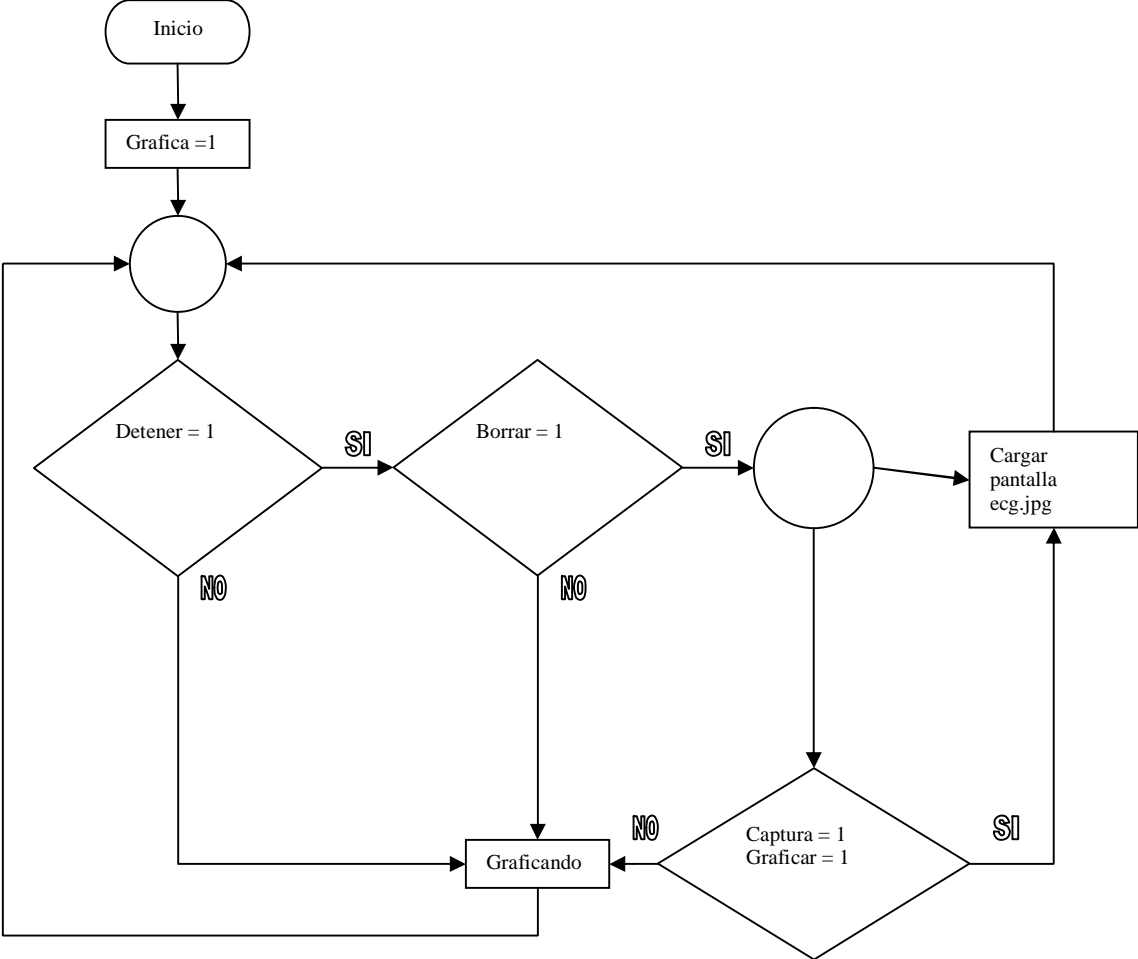 Inicio
Grafica =1
Detener = 1
SI
Borrar = 1
SI
Cargar
pantalla
ecg.jpg
NO
NO
Graficando
NO
Captura = 1
Graficar = 1
SI